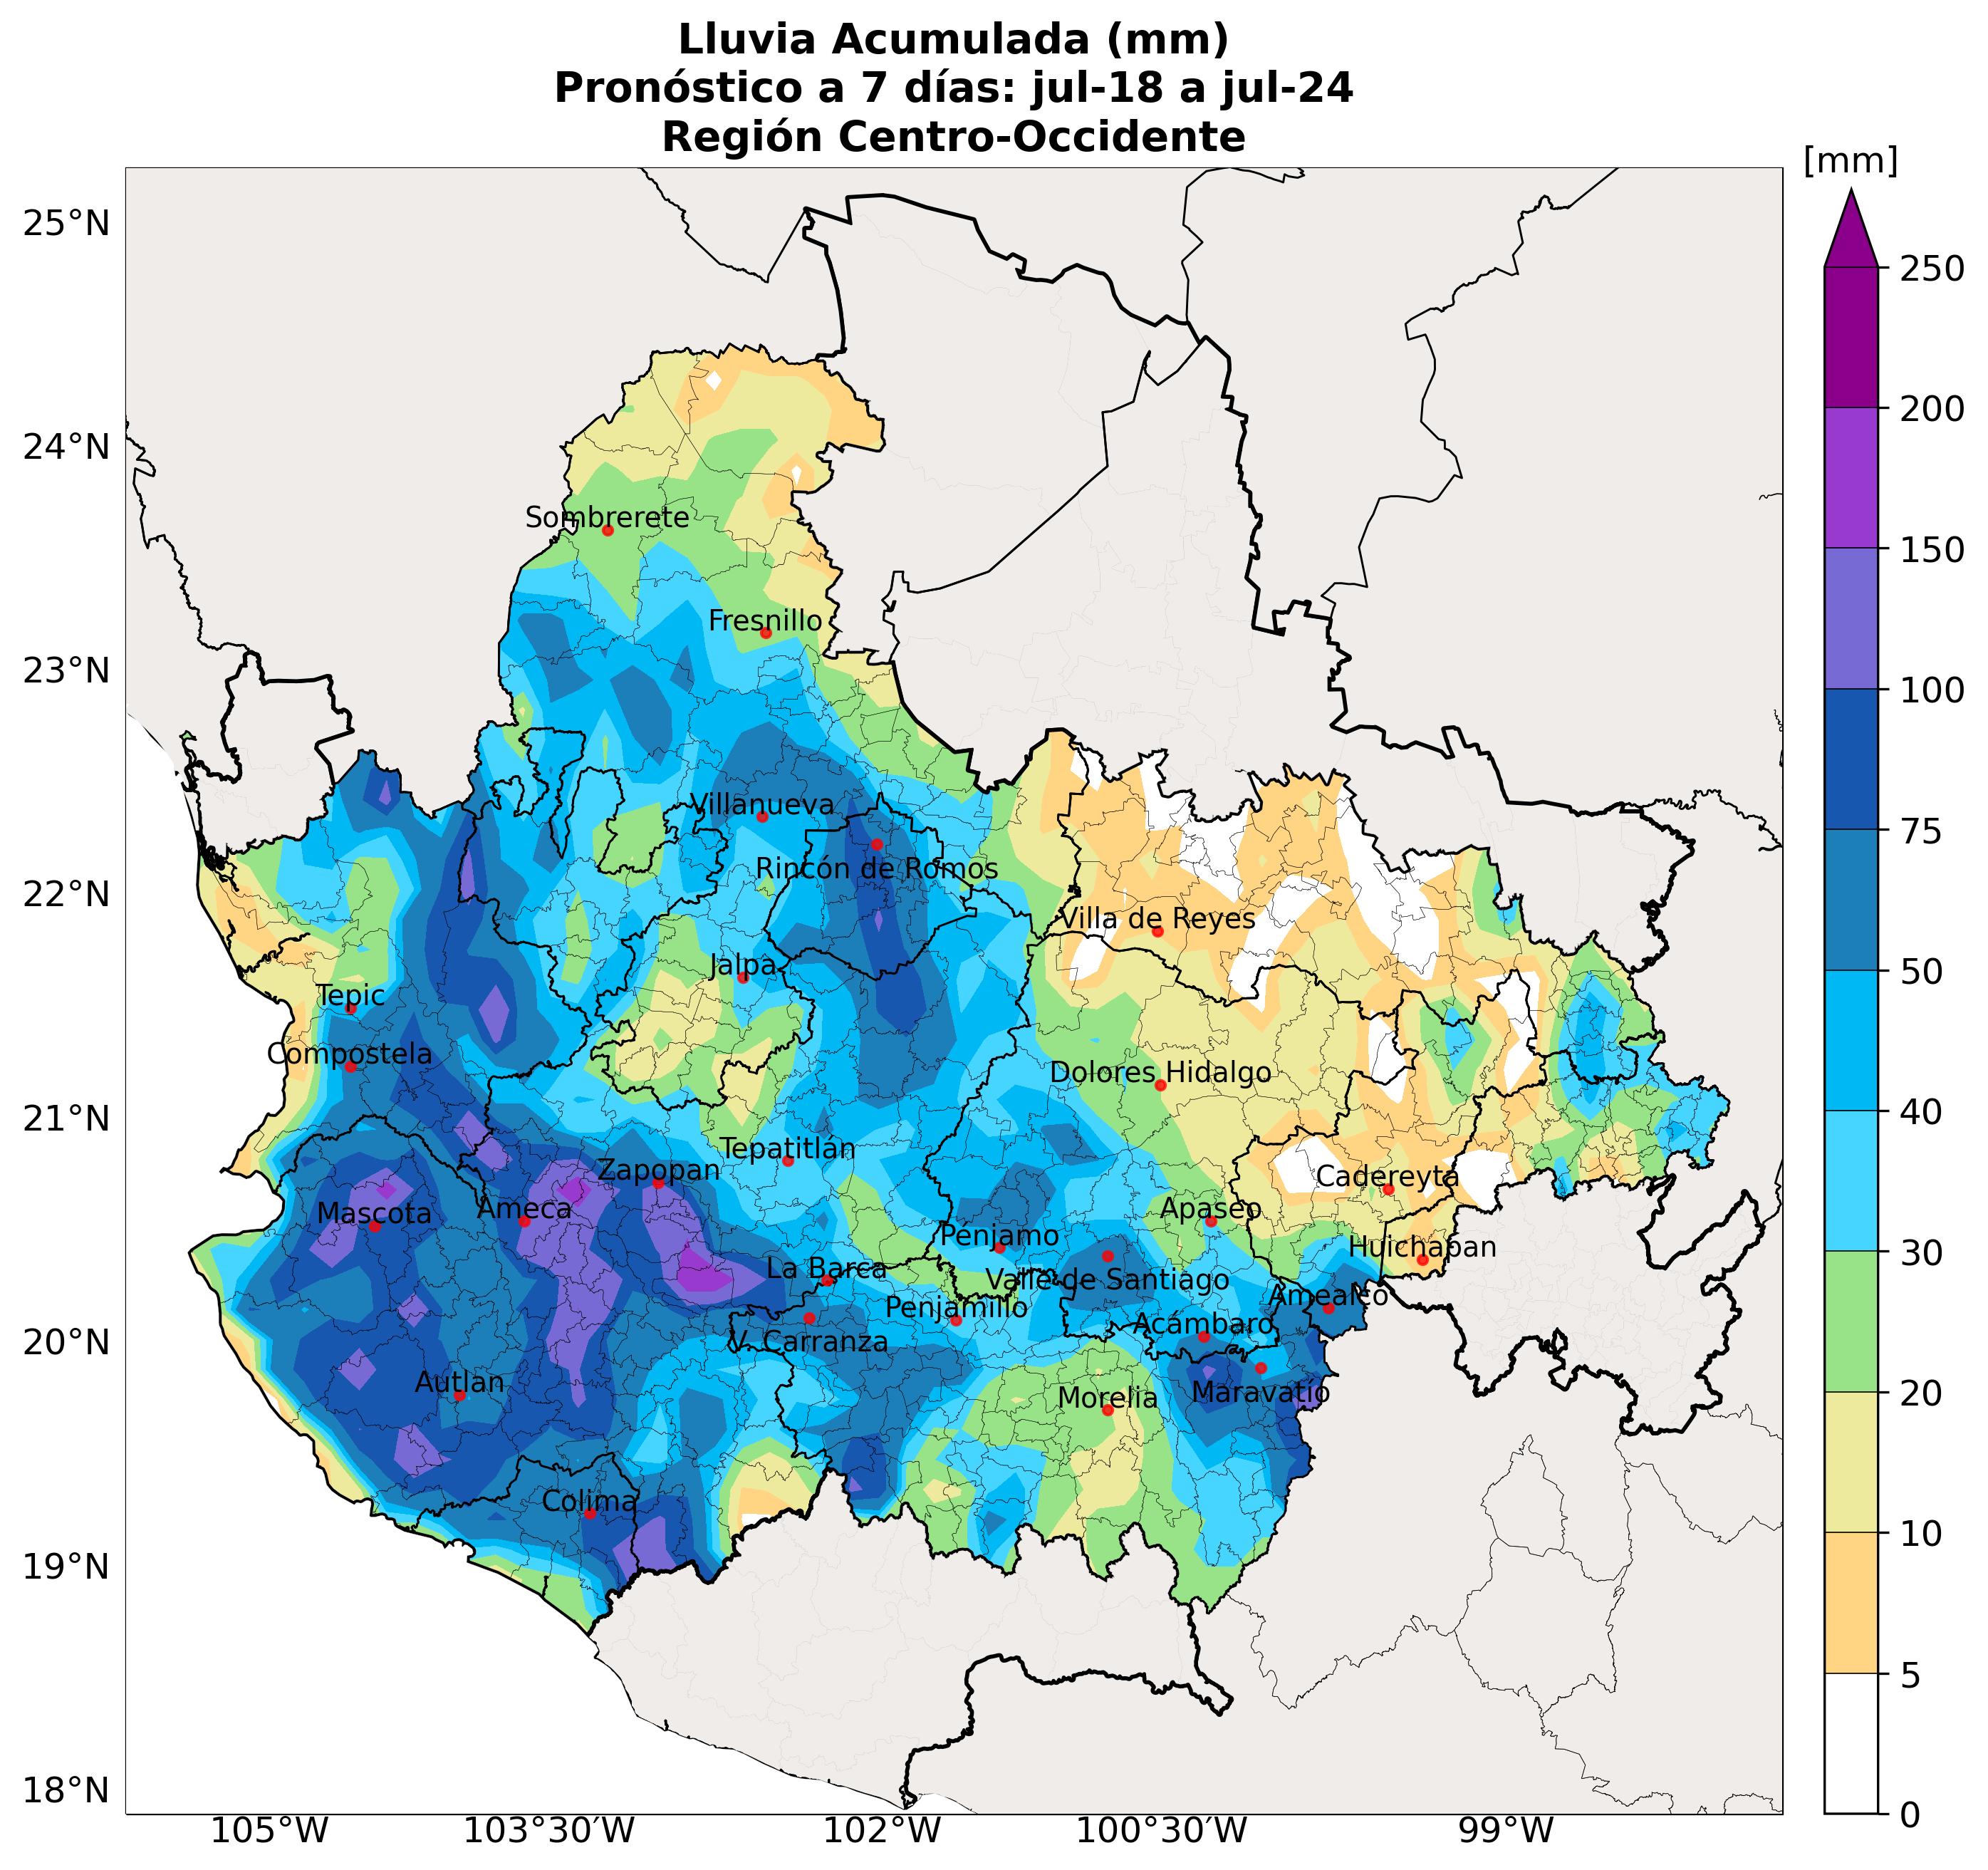 Lluvia Acumulada (mm)
Pronóstico a 7 días: jul-18 a jul-24
Región Centro-Occidente
[mm]
25°N
24°N
23°N
22°N
21°N
20°N
19°N
18°N
105°W
103°30'W
102°W
100°30'W
99°W
250
200
150
100
75
50
40
30
20
10
5
0
Sombrerete
Fresnillo
Villanueva
Rincón de Romos
Villa de Reyes
Jalpa
Tepic
Compostela
Dolores Hidalgo
Tepatitlán
Zapopan
Cadereyta
Mascota
Ameca
Apaseo
Penjamo
Huichapan
La Barca
Valle de Santiago
Amealco
Penjamillo
Acámbaro
V. Carranza
Autlan
Morelia
Maravatío
Colima